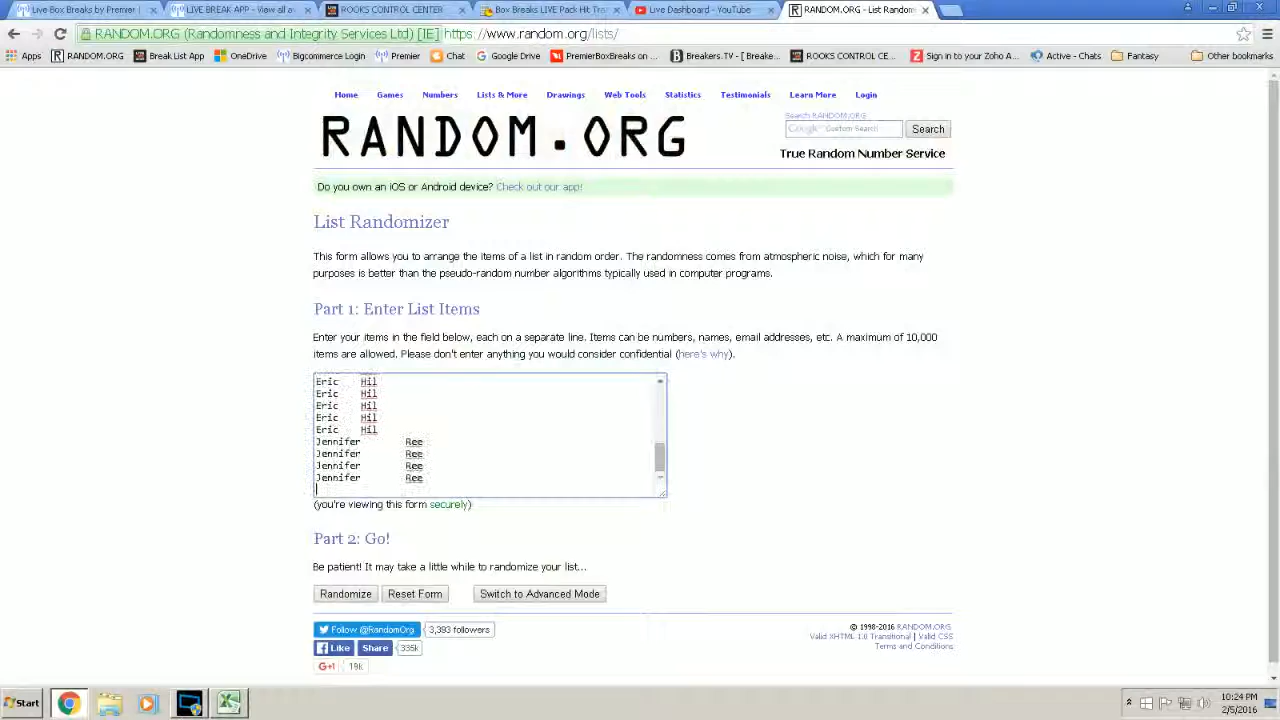 Live Box Breaks by Premier
LIVE BREAK APP - View all av
ROOKS CONTROL CENTER
Box Breaks LIVE Pack Hit Tra
Live Dashboard - YouTube
RANDOM.ORG - List Random
RANDOM.ORG (Randomness and Integrity Services Ltd) [IE] https://www.random.org/lists/
Apps RANDOM.ORG Break List App OneDrive Bigcommerce Login Premier Chat Google Drive PremierBoxBreaks on ... Breakers.TV - [ Breake... ROOKS CONTROL CE... Sign in to your Zoho A... Active - Chats Fantasy Other bookmarks
Home Games Numbers Lists & More Drawings Web Tools Statistics Testimonials Learn More Login
Search RANDOM.ORG
RANDOM.ORG
Google Custom Search Search
True Random Number Service
Do you own an iOS or Android device? Check out our app!
List Randomizer
This form allows you to arrange the items of a list in random order. The randomness comes from atmospheric noise, which for many
purposes is better than the pseudo-random number algorithms typically used in computer programs.
Part 1: Enter List Items
Enter your items in the field below, each on a separate line. Items can be numbers, names, email addresses, etc. A maximum of 10,000
items are allowed. Please don't enter anything you would consider confidential (here's why).
Eric Hil
Eric Hil
Eric Hil
Eric Hil
Eric Hil
Jennifer Ree
Jennifer Ree
Jennifer Ree
Jennifer Ree
(you're viewing this form securely)
Part 2: Go!
Be patient! It may take a little while to randomize your list...
Randomize Reset Form Switch to Advanced Mode
Follow @RandomOrg 3,393 followers
Like Share 335k
G+1 19k
© 1998-2016 RANDOM.ORG
Valid XHTML 1.0 Transitional | Valid CSS
Terms and Conditions
Start
10:24 PM
2/5/2016